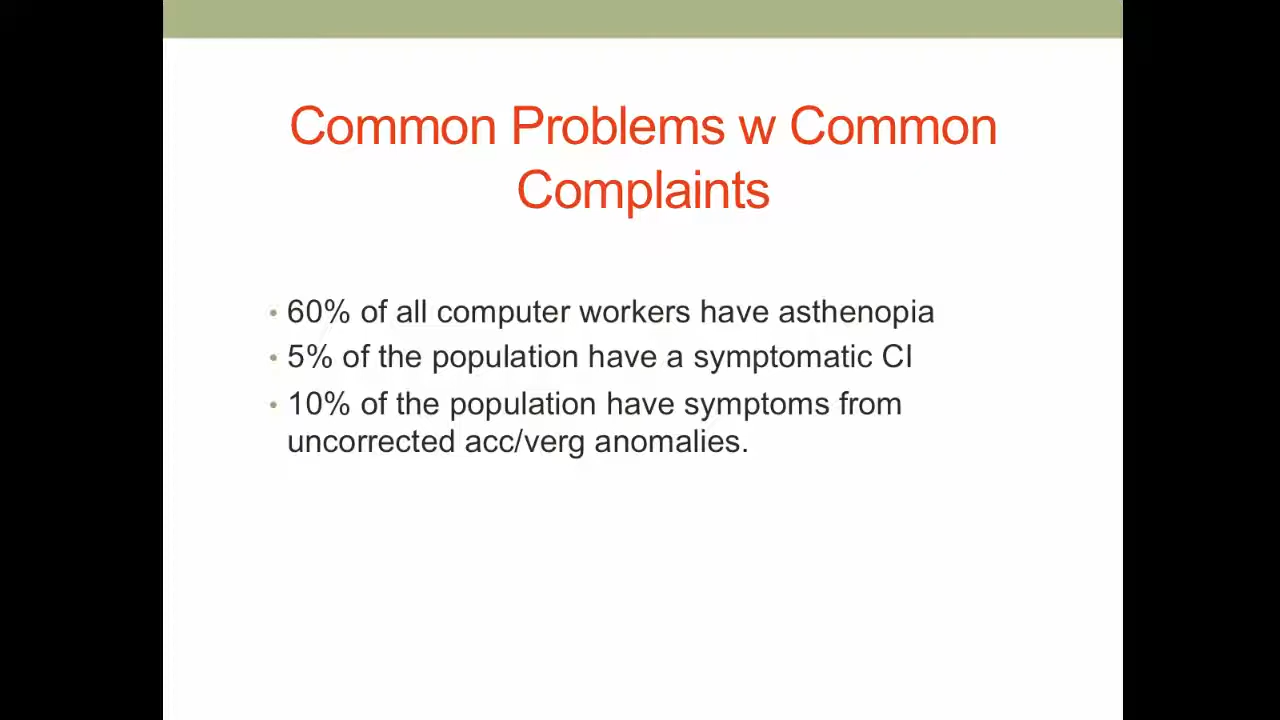 Common Problems w Common
Complaints
• 60% of all computer workers have asthenopia
• 5% of the population have a symptomatic CI
• 10% of the population have symptoms from
uncorrected acc/verg anomalies.